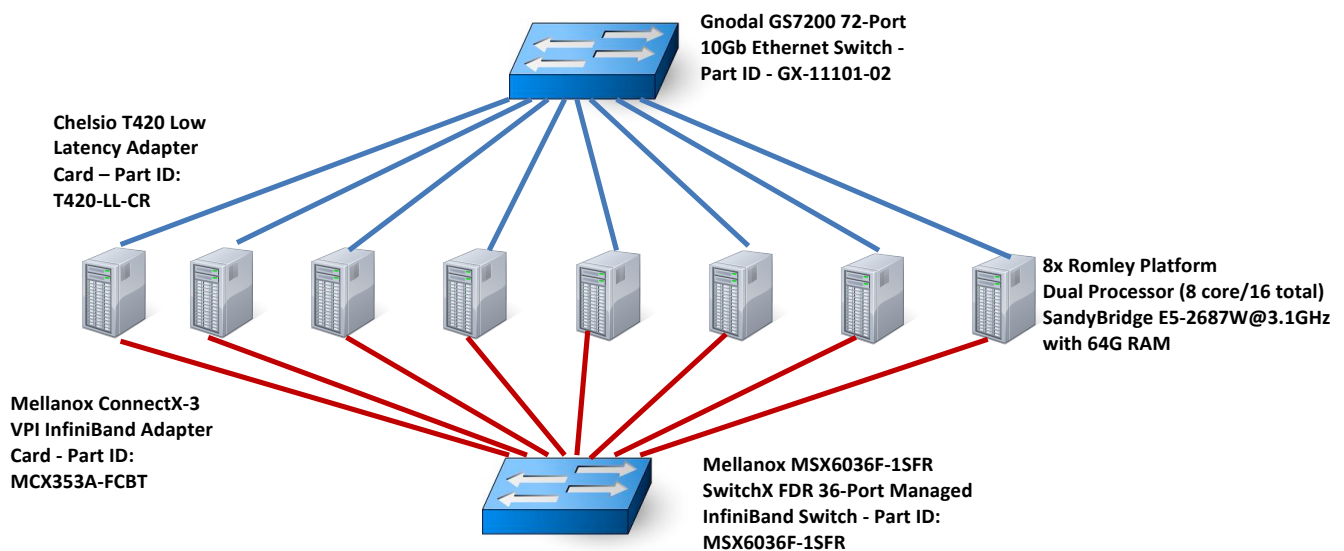 Gnodal GS7200 72-Port
10Gb Ethernet Switch -
Part ID - GX-11101-02
Chelsio T420 Low
Latency Adapter
Card – Part ID:
T420-LL-CR
8x Romley Platform
Dual Processor (8 core/16 total)
SandyBridge E5-2687W@3.1GHz
with 64G RAM
Mellanox ConnectX-3
VPI InfiniBand Adapter
Card - Part ID:
MCX353A-FCBT
Mellanox MSX6036F-1SFR
SwitchX FDR 36-Port Managed
InfiniBand Switch - Part ID:
MSX6036F-1SFR